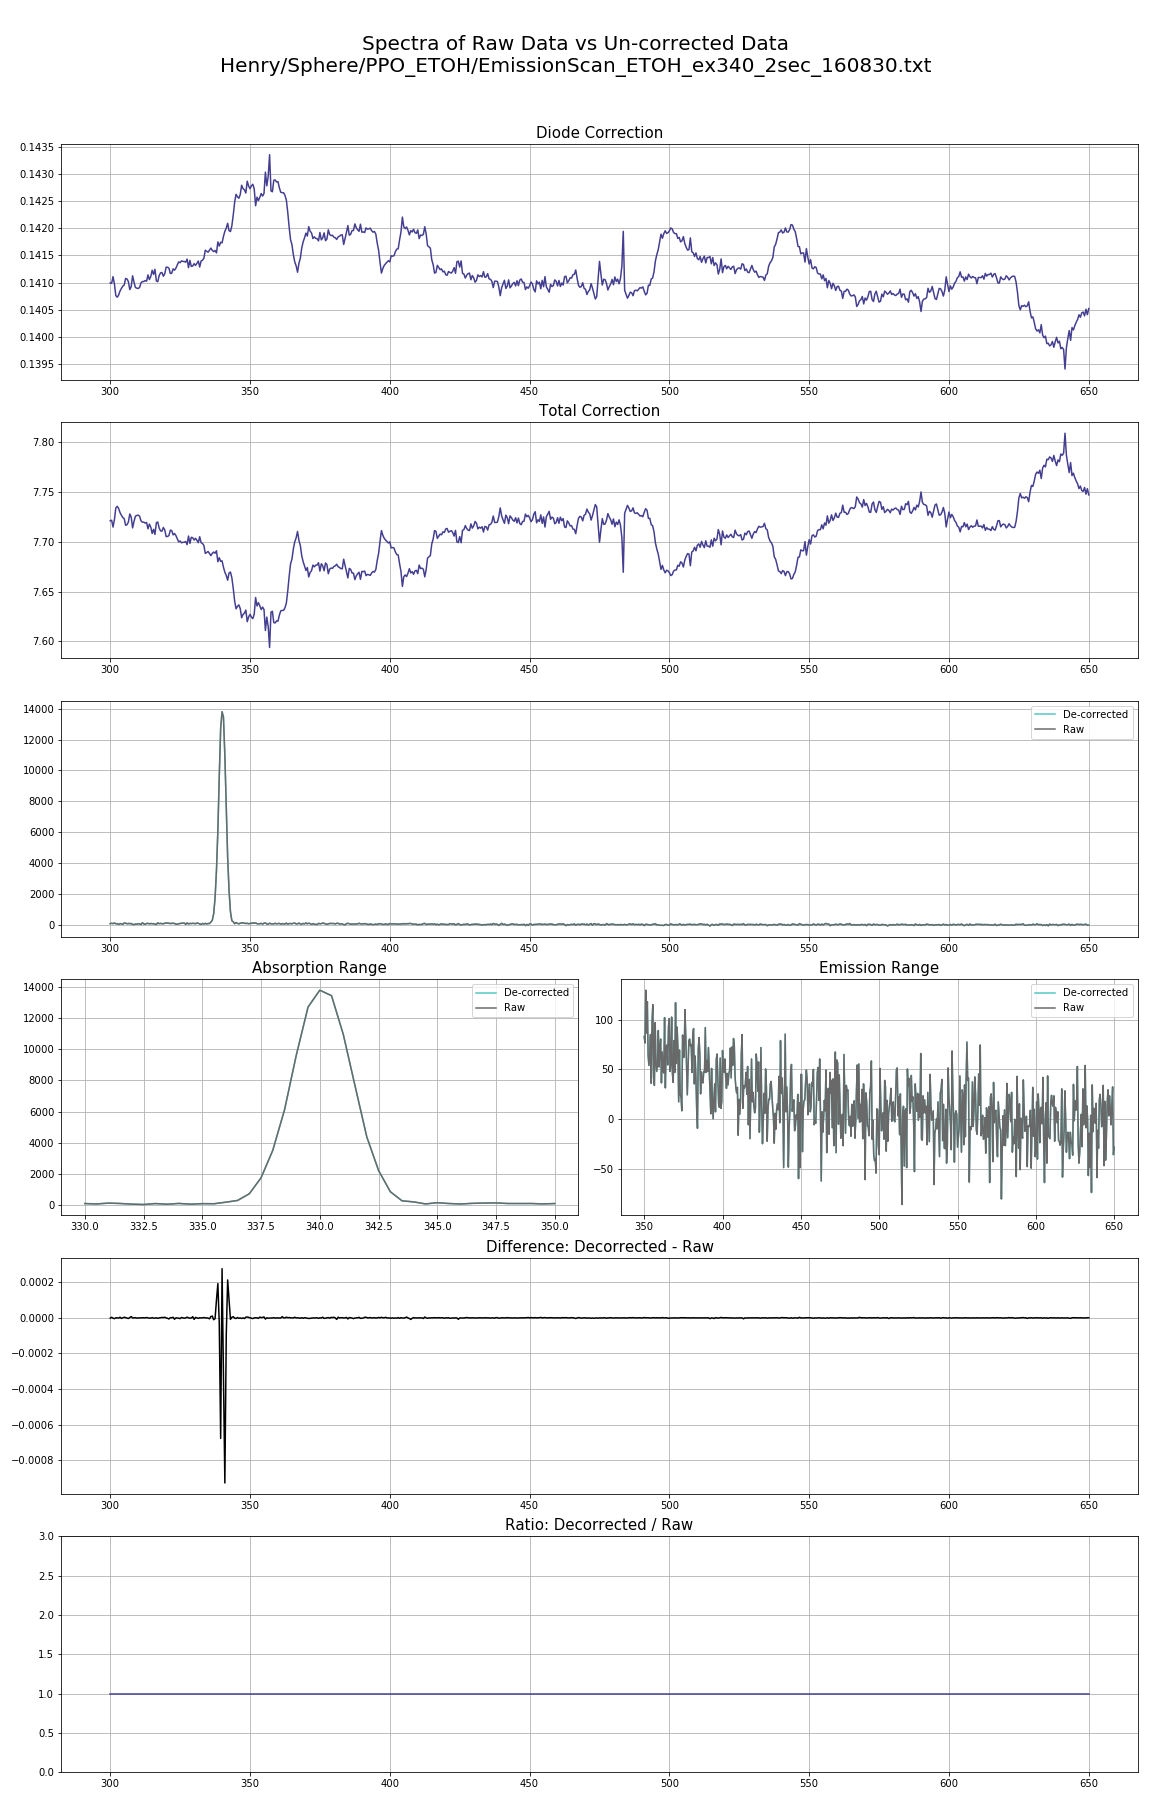 Spectra of Raw Data vs Un-corrected Data
Henry/Sphere/PPO_ETOH/EmissionScan_ETOH_ex340_2sec_160830.txt
Diode Correction
0.1435
0.1430
0.1425
0.1420
0.1415
0.1410
0.1405
0.1400
0.1395
300 350 400 450 500 550 600 650
Total Correction
7.80
7.75
7.70
7.65
7.60
300 350 400 450 500 550 600 650
14000
12000
10000
8000
6000
4000
2000
0
De-corrected
Raw
300 350 400 450 500 550 600 650
Absorption Range
14000
12000
10000
8000
6000
4000
2000
0
De-corrected
Raw
330.0 332.5 335.0 337.5 340.0 342.5 345.0 347.5 350.0
Emission Range
100
50
0
−50
De-corrected
Raw
350 400 450 500 550 600 650
Difference: Decorrected - Raw
0.0002
0.0000
−0.0002
−0.0004
−0.0006
−0.0008
300 350 400 450 500 550 600 650
Ratio: Decorrected / Raw
3.0
2.5
2.0
1.5
1.0
0.5
0.0
300 350 400 450 500 550 600 650